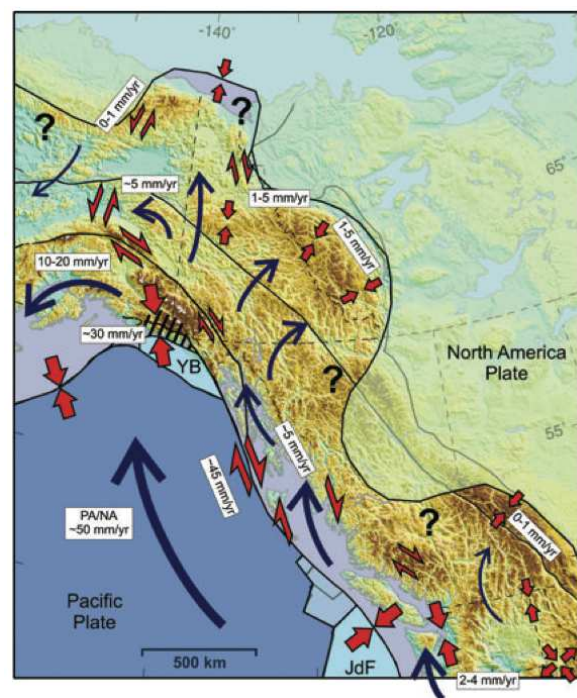 -140°
-120°
?
0-1 mm/yr
?
65°
~5 mm/yr
1-5 mm/yr
1-5 mm/yr
10-20 mm/yr
~30 mm/yr
YB
North America
Plate
?
55°
~5 mm/yr
~45 mm/yr
PA/NA
~50 mm/yr
?
0-1 mm/yr
Pacific
Plate
500 km
JdF
2-4 mm/yr